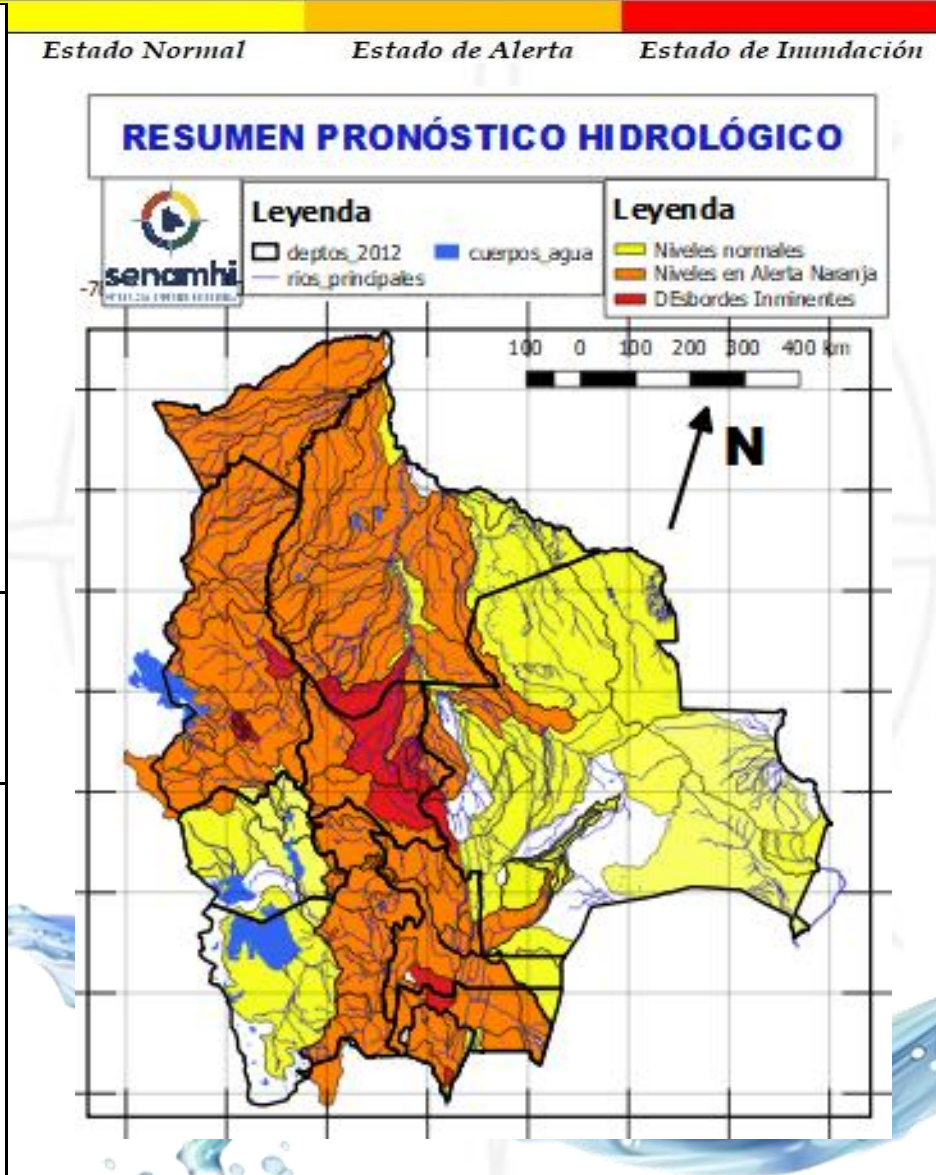 Estado Normal Estado de Alerta Estado de Inundación
RESUMEN PRONÓSTICO HIDROLÓGICO
senamhi
Leyenda
deptos_2012 cuerpos_agua
rios_principales
Leyenda
Niveles normales
Niveles en Alerta Naranja
DEsbordes Inminentes
100 0 100 200 300 400 km
N